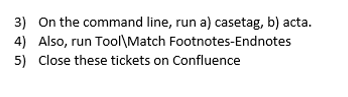 3) On the command line, run a) casetag, b) acta.
4) Also, run Tool\Match Footnotes-Endnotes
5) Close these tickets on Confluence